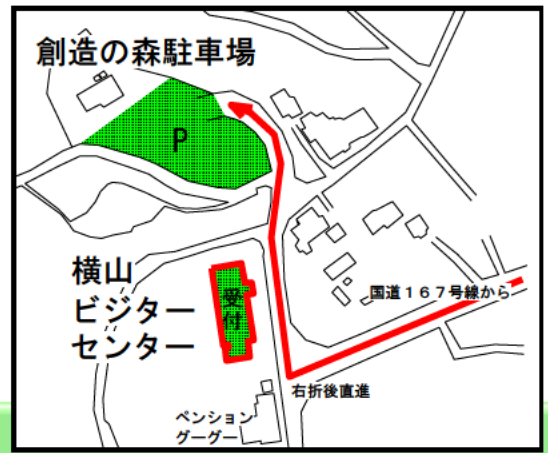 創造の森駐車場
P
横山
ビジター
センター
受付
国道１６７号線から
右折後直進
ペンション
グーグー